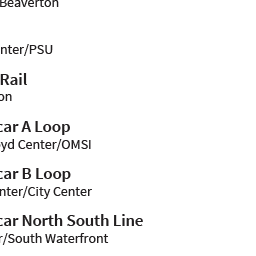 Beaverton
nter/PSU
Rail
on
car A Loop
yd Center/OMSI
car B Loop
nter/City Center
car North South Line
r/South Waterfront